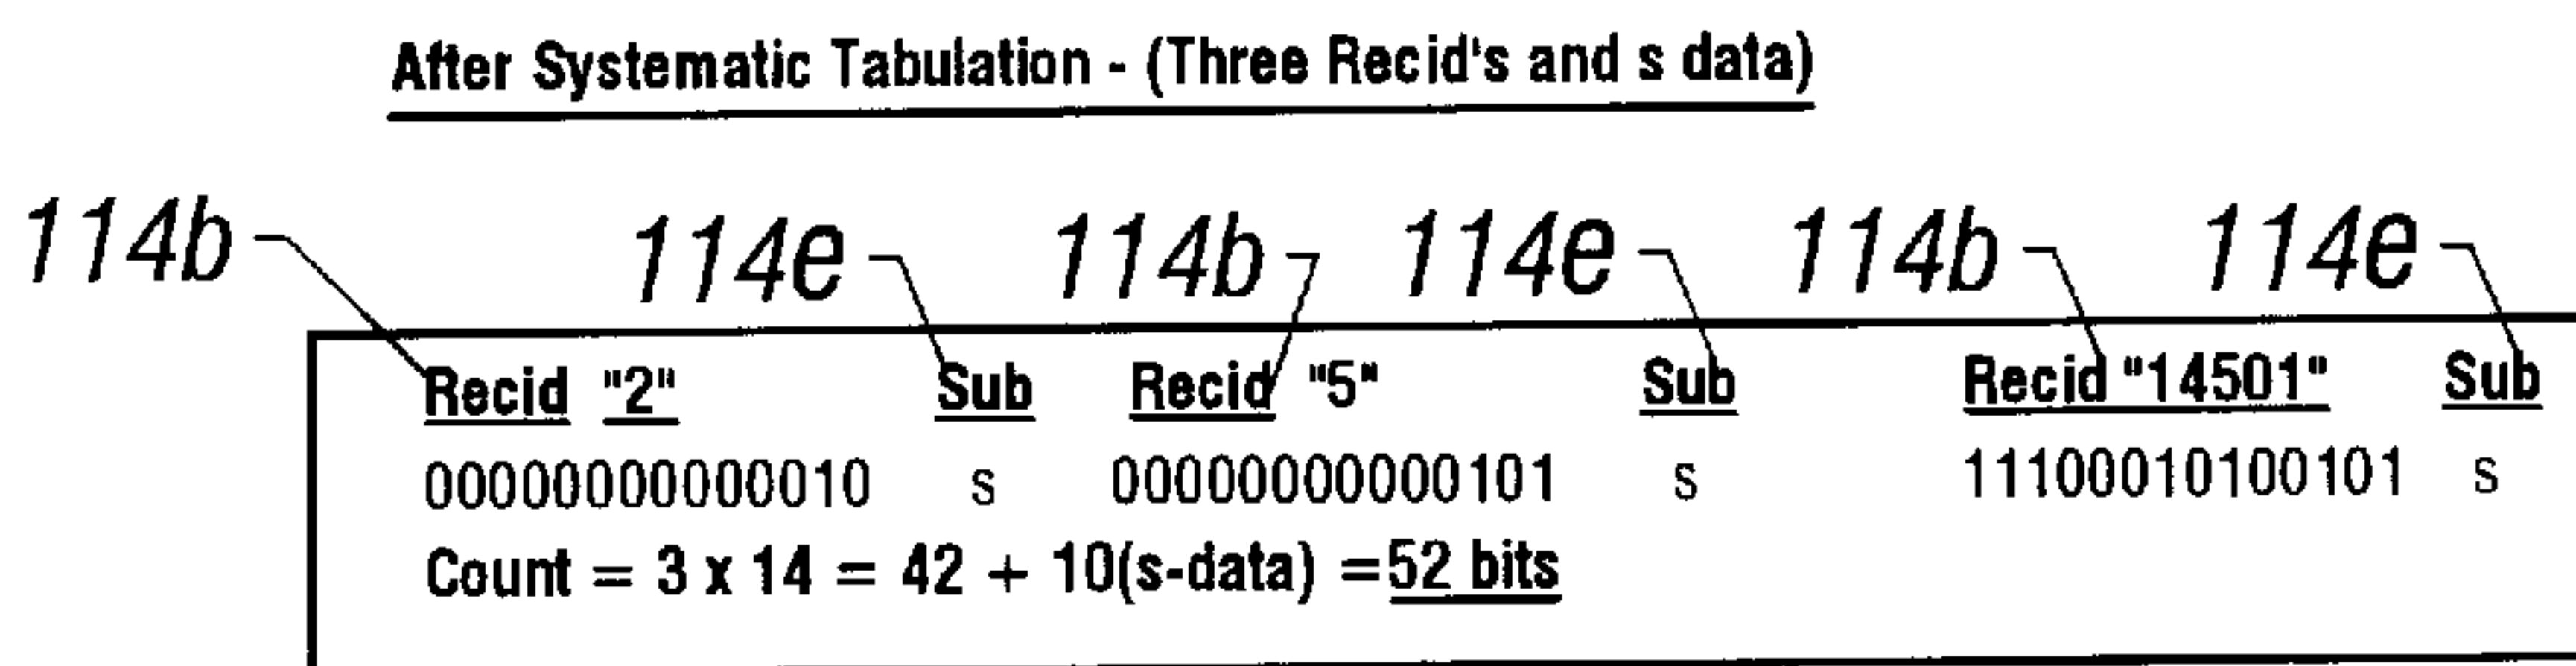 After Systematic Tabulation - (Three Recid's and s data)
114b 114e 114b 114e 114b 114e
Recid "2" Sub Recid "5" Sub Recid "14501" Sub
00000000000010 s 00000000000101 s 11100010100101 s
Count = 3 x 14 = 42 + 10(s-data) =52 bits